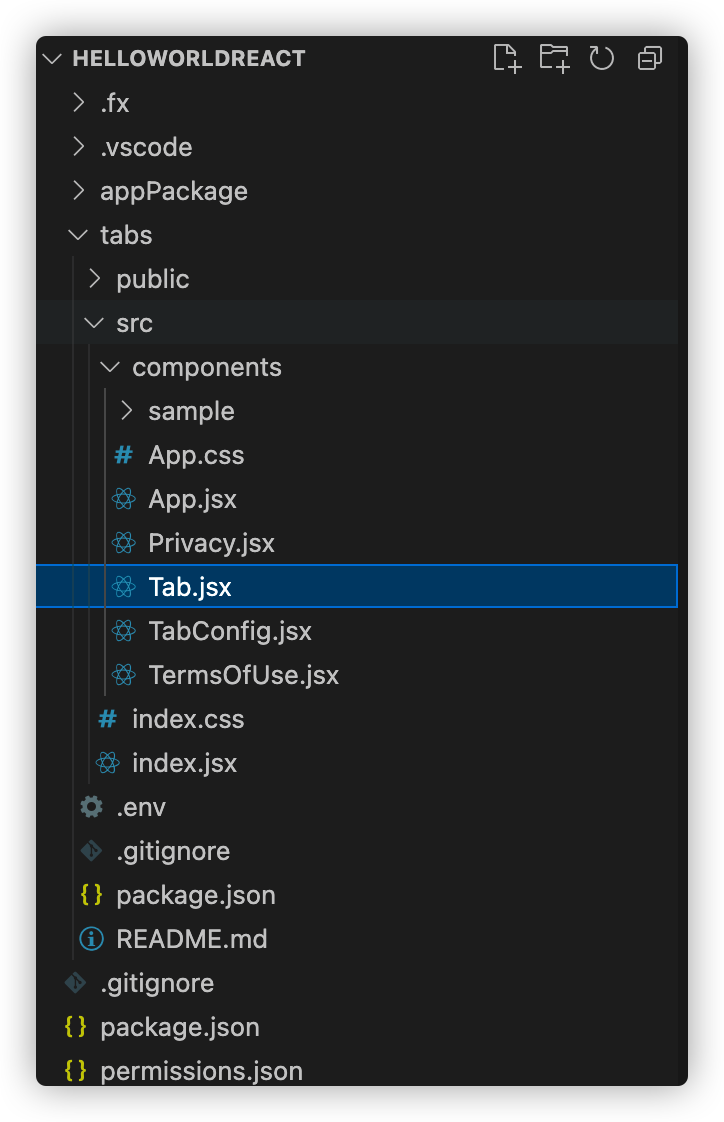 HELLOWORLDREACT
.fx
.vscode
appPackage
tabs
public
src
components
sample
App.css
App.jsx
Privacy.jsx
Tab.jsx
TabConfig.jsx
TermsOfUse.jsx
index.css
index.jsx
.env
.gitignore
package.json
README.md
.gitignore
package.json
permissions.json